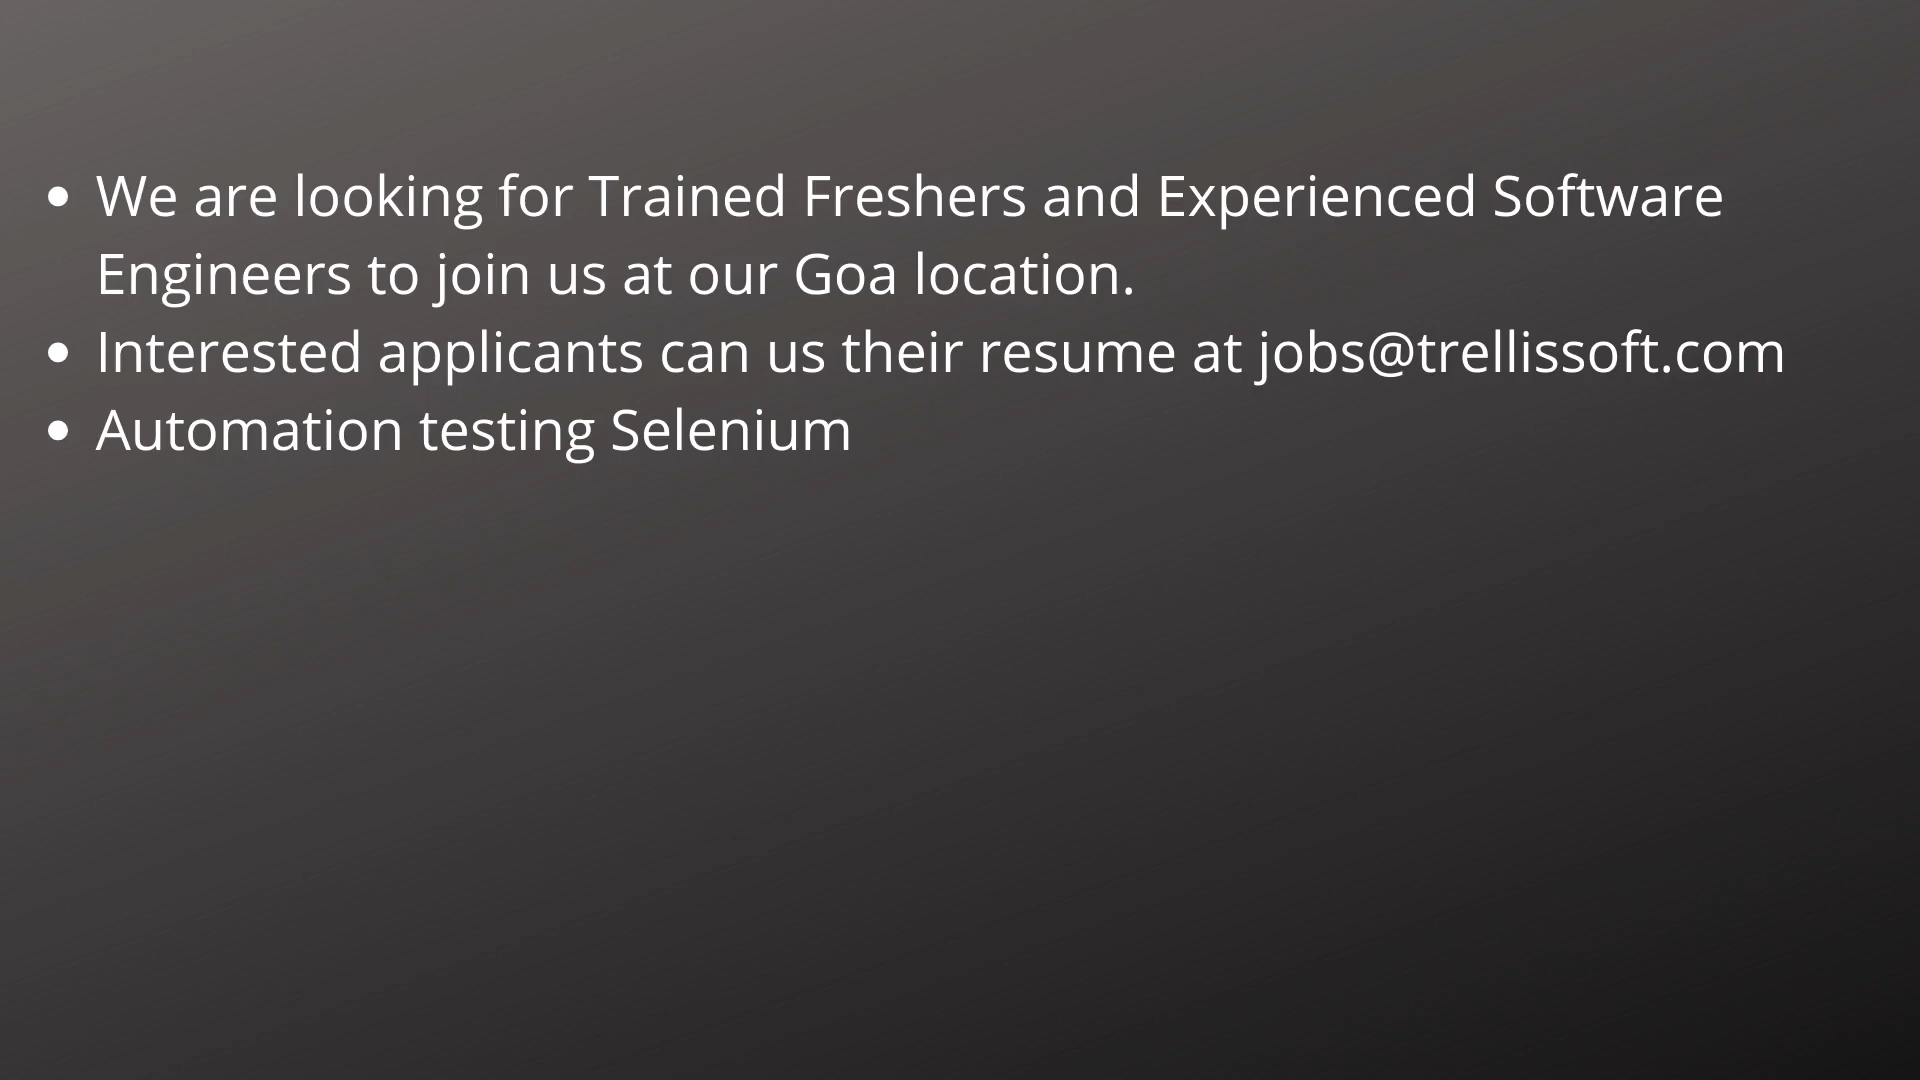 • We are looking for Trained Freshers and Experienced Software
Engineers to join us at our Goa location.
• Interested applicants can us their resume at jobs@trellissoft.com
• Automation testing Selenium